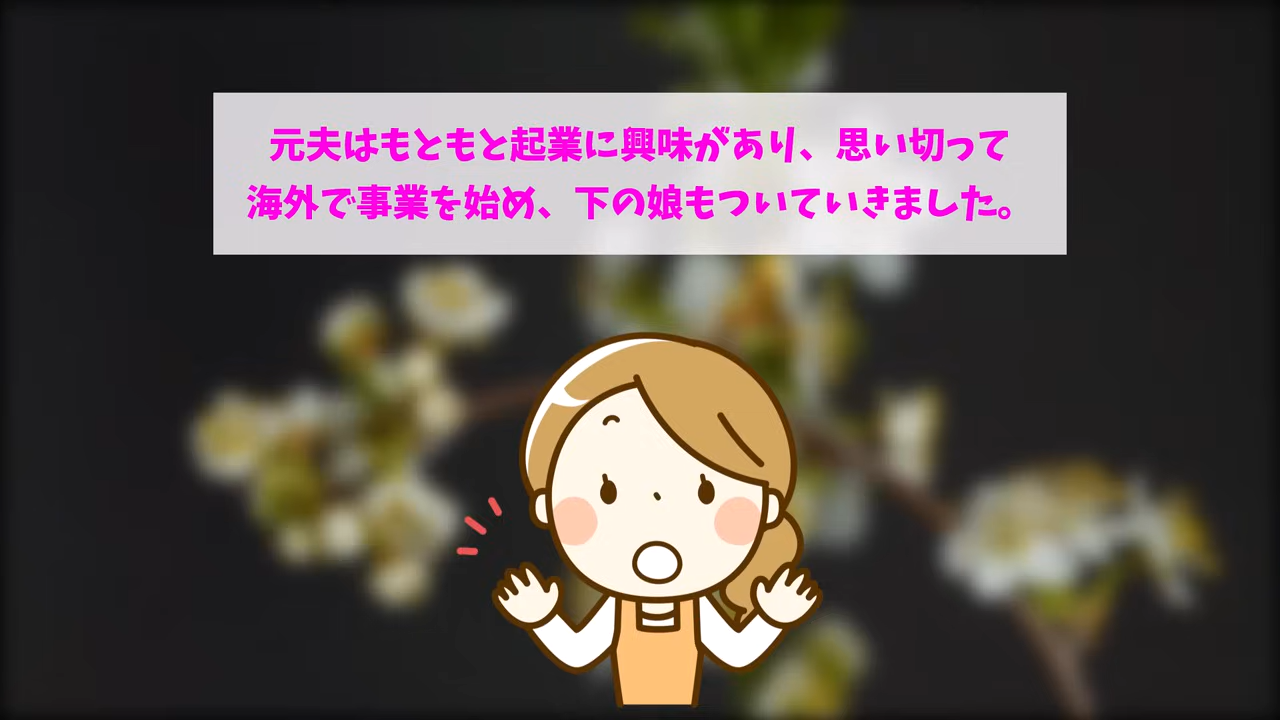 元夫はもともと起業に興味があり、思い切って
海外で事業を始め、下の娘もついていきました。